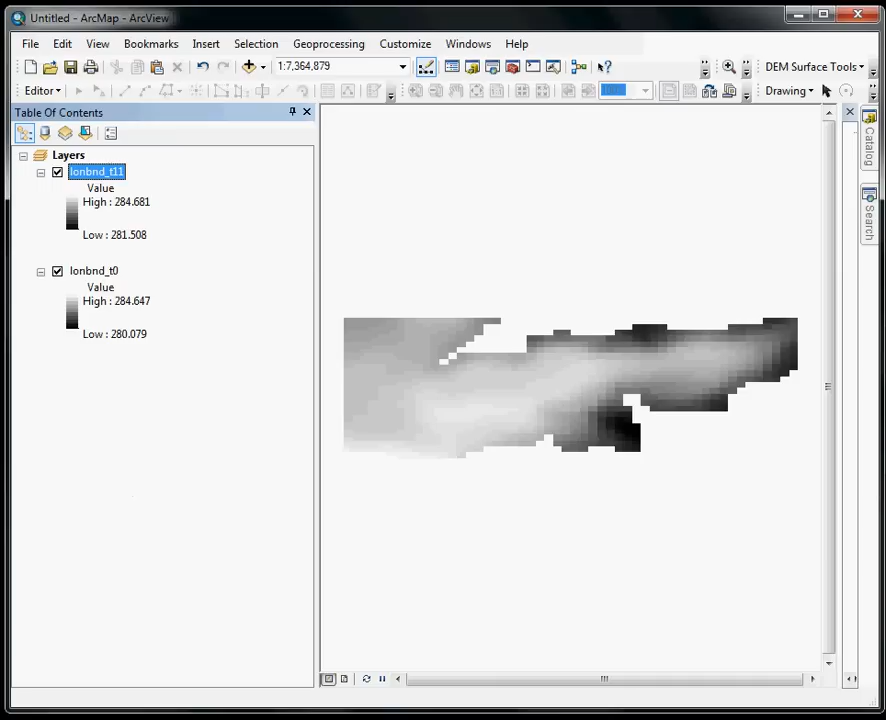 Untitled - ArcMap - ArcView
File Edit View Bookmarks Insert Selection Geoprocessing Customize Windows Help
1:7,364,879 DEM Surface Tools
Editor Drawing
Table Of Contents
Layers
lonbnd_t11
Value
High : 284.681
Low : 281.508
lonbnd_t0
Value
High : 284.647
Low : 280.079
Catalog
Search